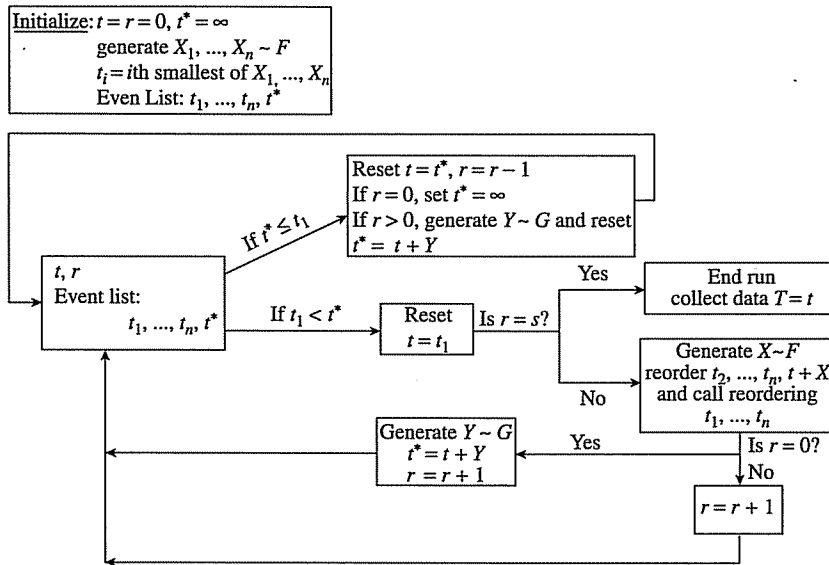 Initialize: t = r = 0, t* = ∞
generate X1, ..., Xn ~ F
ti = ith smallest of X1, ..., Xn
Even List: t1, ..., tn, t*
Reset t = t*, r = r − 1
If r = 0, set t* = ∞
If r > 0, generate Y ~ G and reset
t* = t + Y
If t* ≤ t1
t, r
Event list:
t1, ..., tn, t*
If t1 < t*
Reset
t = t1
Is r = s?
Yes
End run
collect data T = t
No
Generate X~F
reorder t2, ..., tn, t + X
and call reordering
t1, ..., tn
Is r = 0?
Yes
No
Generate Y ~ G
t* = t + Y
r = r + 1
r = r + 1